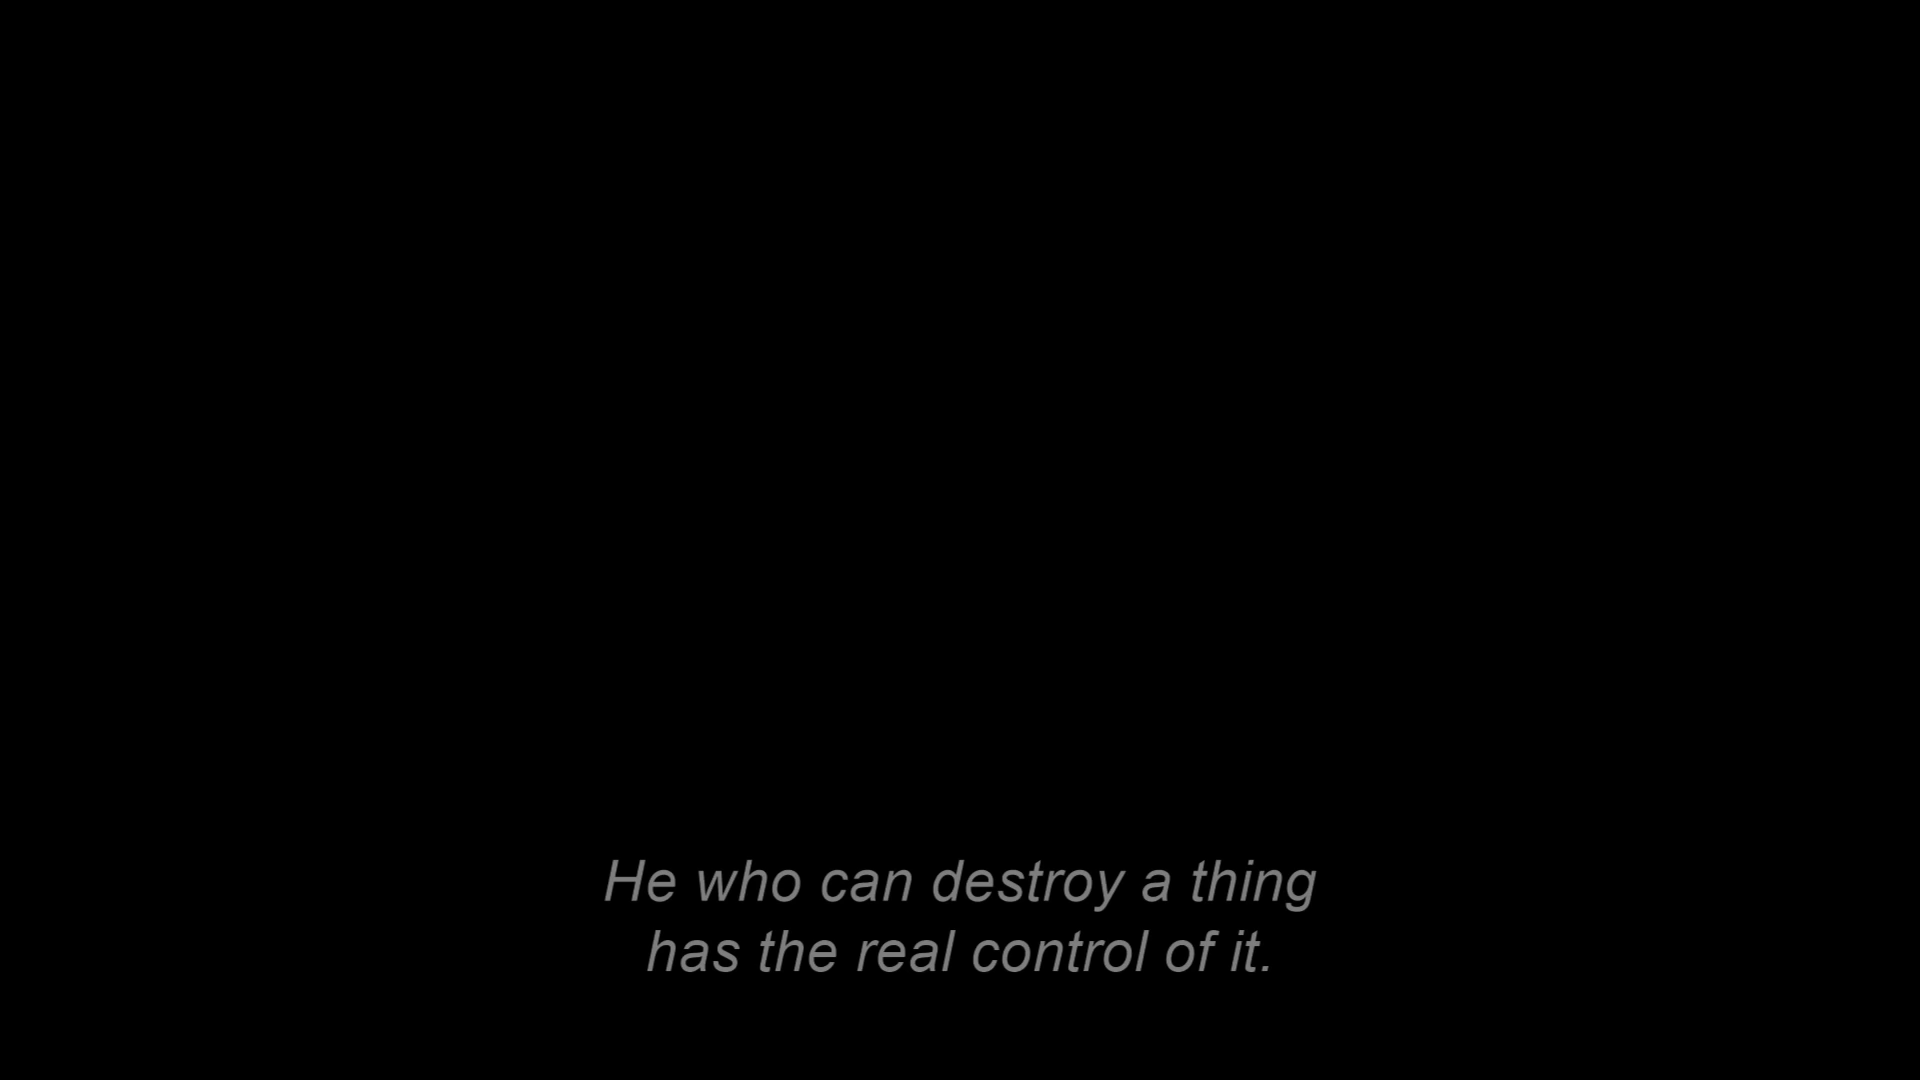 He who can destroy a thing
has the real control of it.